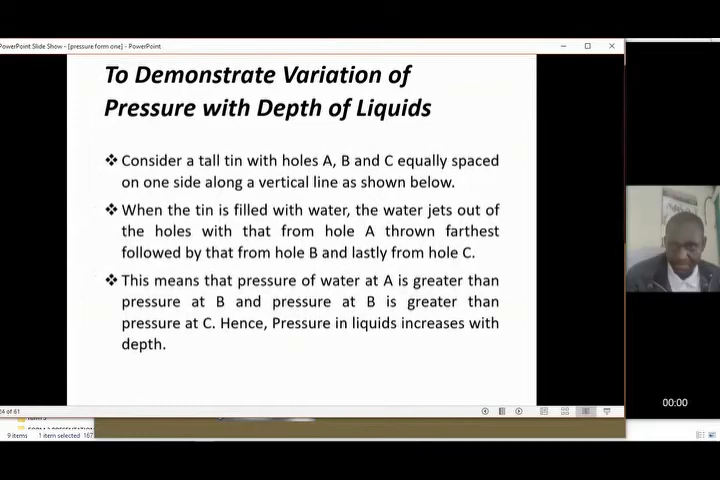 PowerPoint Slide Show - [pressure form one] - PowerPoint
To Demonstrate Variation of
Pressure with Depth of Liquids
❖ Consider a tall tin with holes A, B and C equally spaced
on one side along a vertical line as shown below.
❖ When the tin is filled with water, the water jets out of
the holes with that from hole A thrown farthest
followed by that from hole B and lastly from hole C.
❖ This means that pressure of water at A is greater than
pressure at B and pressure at B is greater than
pressure at C. Hence, Pressure in liquids increases with
depth.
00:00
24 of 61
9 items 1 item selected 167